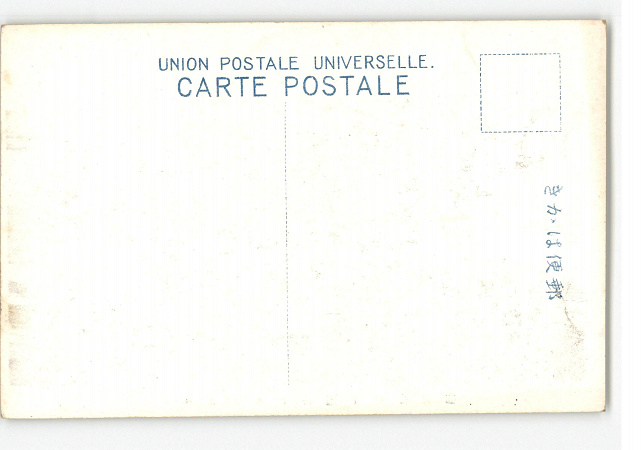 UNION POSTALE UNIVERSELLE.
CARTE POSTALE
郵便はかき